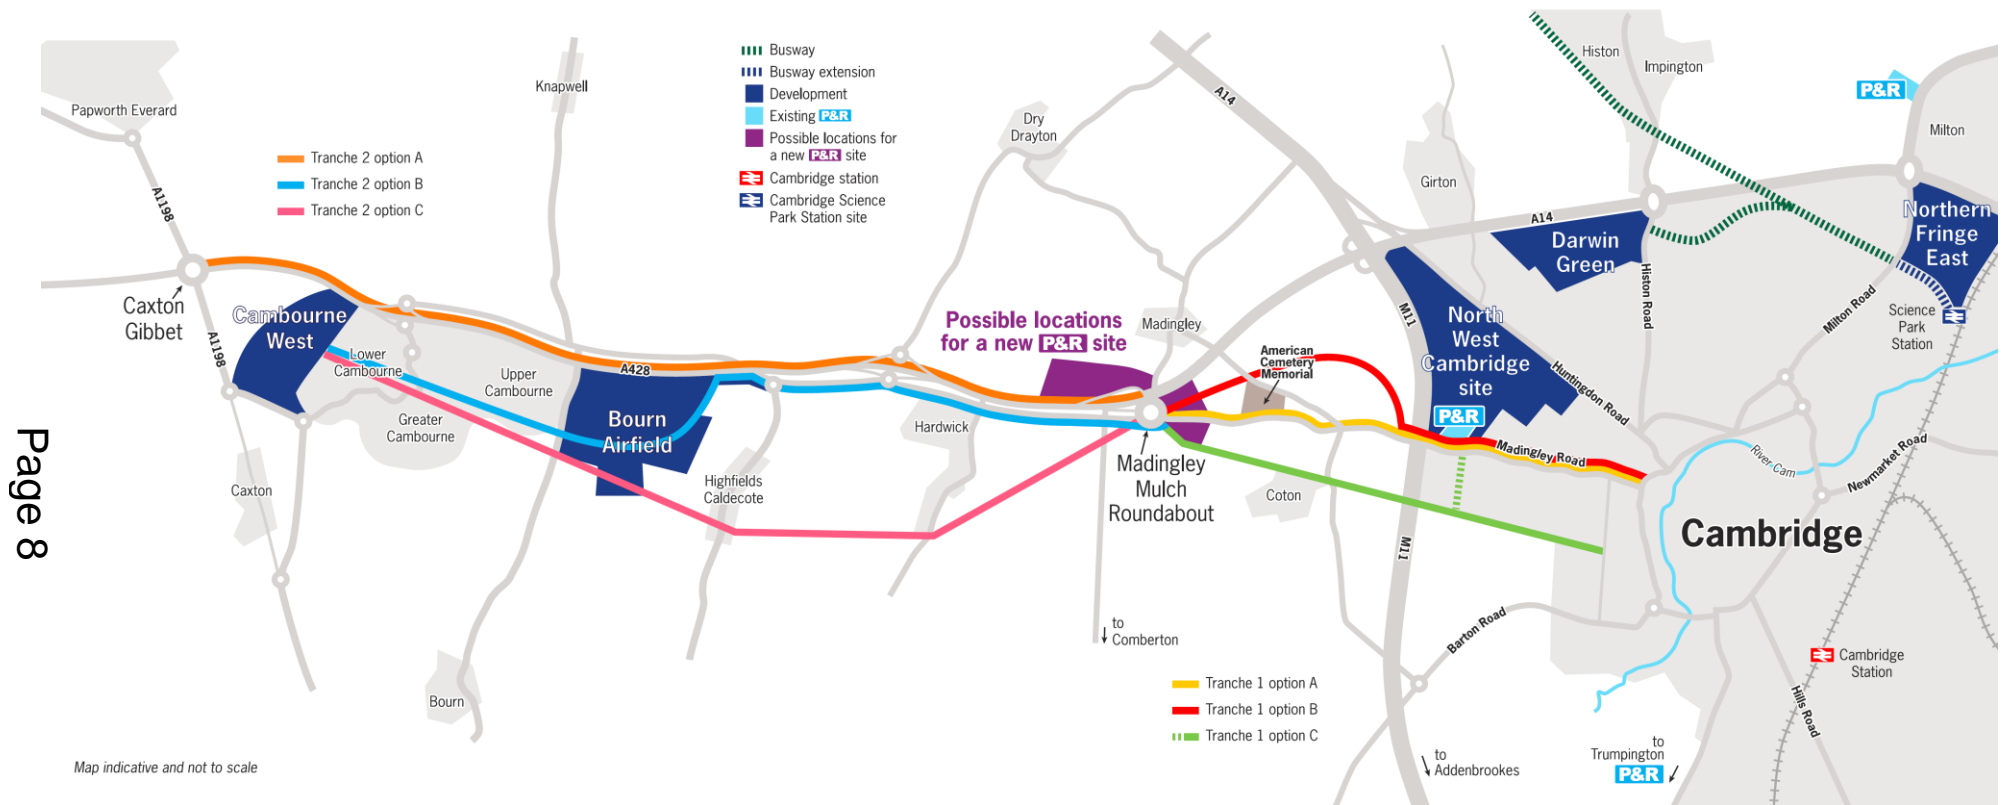 Page 8
Papworth Everard
A1198
Caxton
Gibbet
A1198
Cambourne
West
Lower
Cambourne
Greater
Cambourne
Upper
Cambourne
Caxton
Bourn
Knapwell
Tranche 2 option A
Tranche 2 option B
Tranche 2 option C
Busway
Busway extension
Development
Existing P&R
Possible locations for
a new P&R site
Cambridge station
Cambridge Science
Park Station site
A428
Bourn
Airfield
Highfields
Caldecote
Hardwick
Dry
Drayton
Possible locations
for a new P&R site
Madingley
Madingley
Mulch
Roundabout
to
Comberton
American
Cemetery
Memorial
Coton
A14
Girton
A14
M11
M11
North
West
Cambridge
site
P&R
Huntingdon Road
Madingley Road
Darwin
Green
Histon
Impington
Histon Road
P&R
Milton
Northern
Fringe
East
Milton Road
Science
Park
Station
River Cam
Newmarket Road
Cambridge
Barton Road
Cambridge
Station
Hills Road
Tranche 1 option A
Tranche 1 option B
Tranche 1 option C
to
Addenbrookes
to
Trumpington
P&R
Map indicative and not to scale